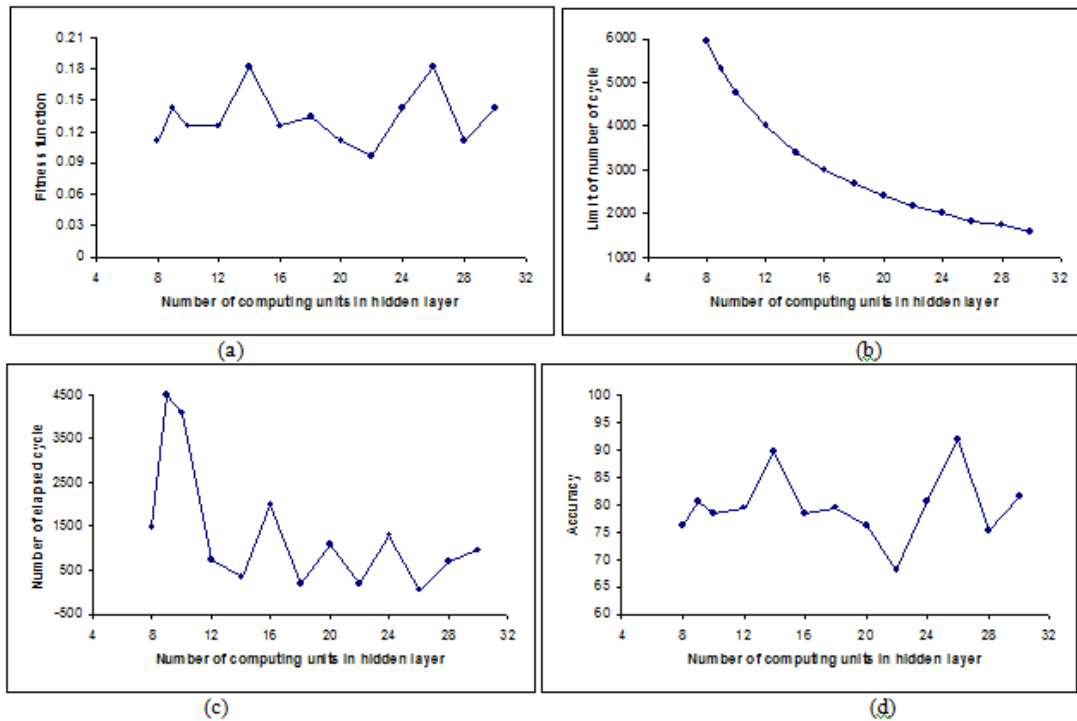 0.21
0.18
0.15
0.12
0.09
0.06
0.03
0
Fitness function
4 8 12 16 20 24 28 32
Number of computing units in hidden layer
(a)
6000
5000
4000
3000
2000
1000
Limit of number of cycle
4 8 12 16 20 24 28 32
Number of computing units in hidden layer
(b)
4500
3500
2500
1500
500
-500
Number of elapsed cycle
4 8 12 16 20 24 28 32
Number of computing units in hidden layer
(c)
100
95
90
85
80
75
70
65
60
Accuracy
4 8 12 16 20 24 28 32
Number of computing units in hidden layer
(d)